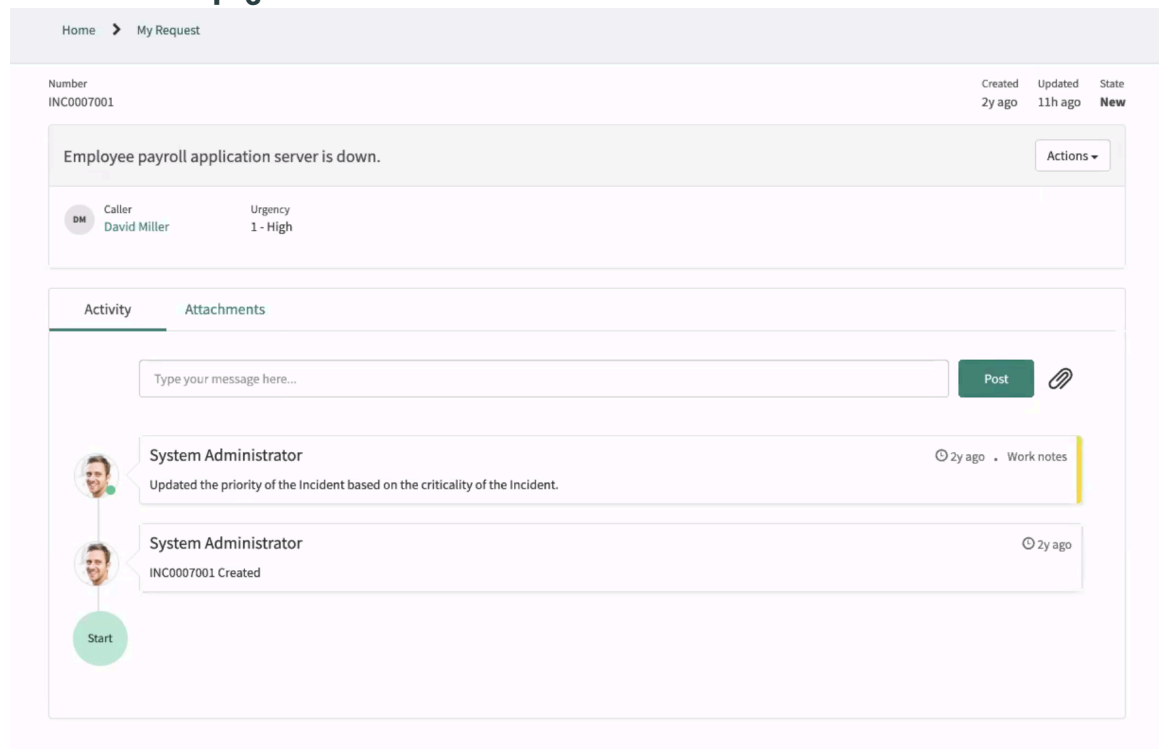 Home > My Request
Number
INC0007001
Created Updated State
2y ago 11h ago New
Employee payroll application server is down.
Actions
DM
Caller
David Miller
Urgency
1 - High
Activity Attachments
Type your message here...
Post
System Administrator
2y ago . Work notes
Updated the priority of the Incident based on the criticality of the Incident.
System Administrator
2y ago
INC0007001 Created
Start